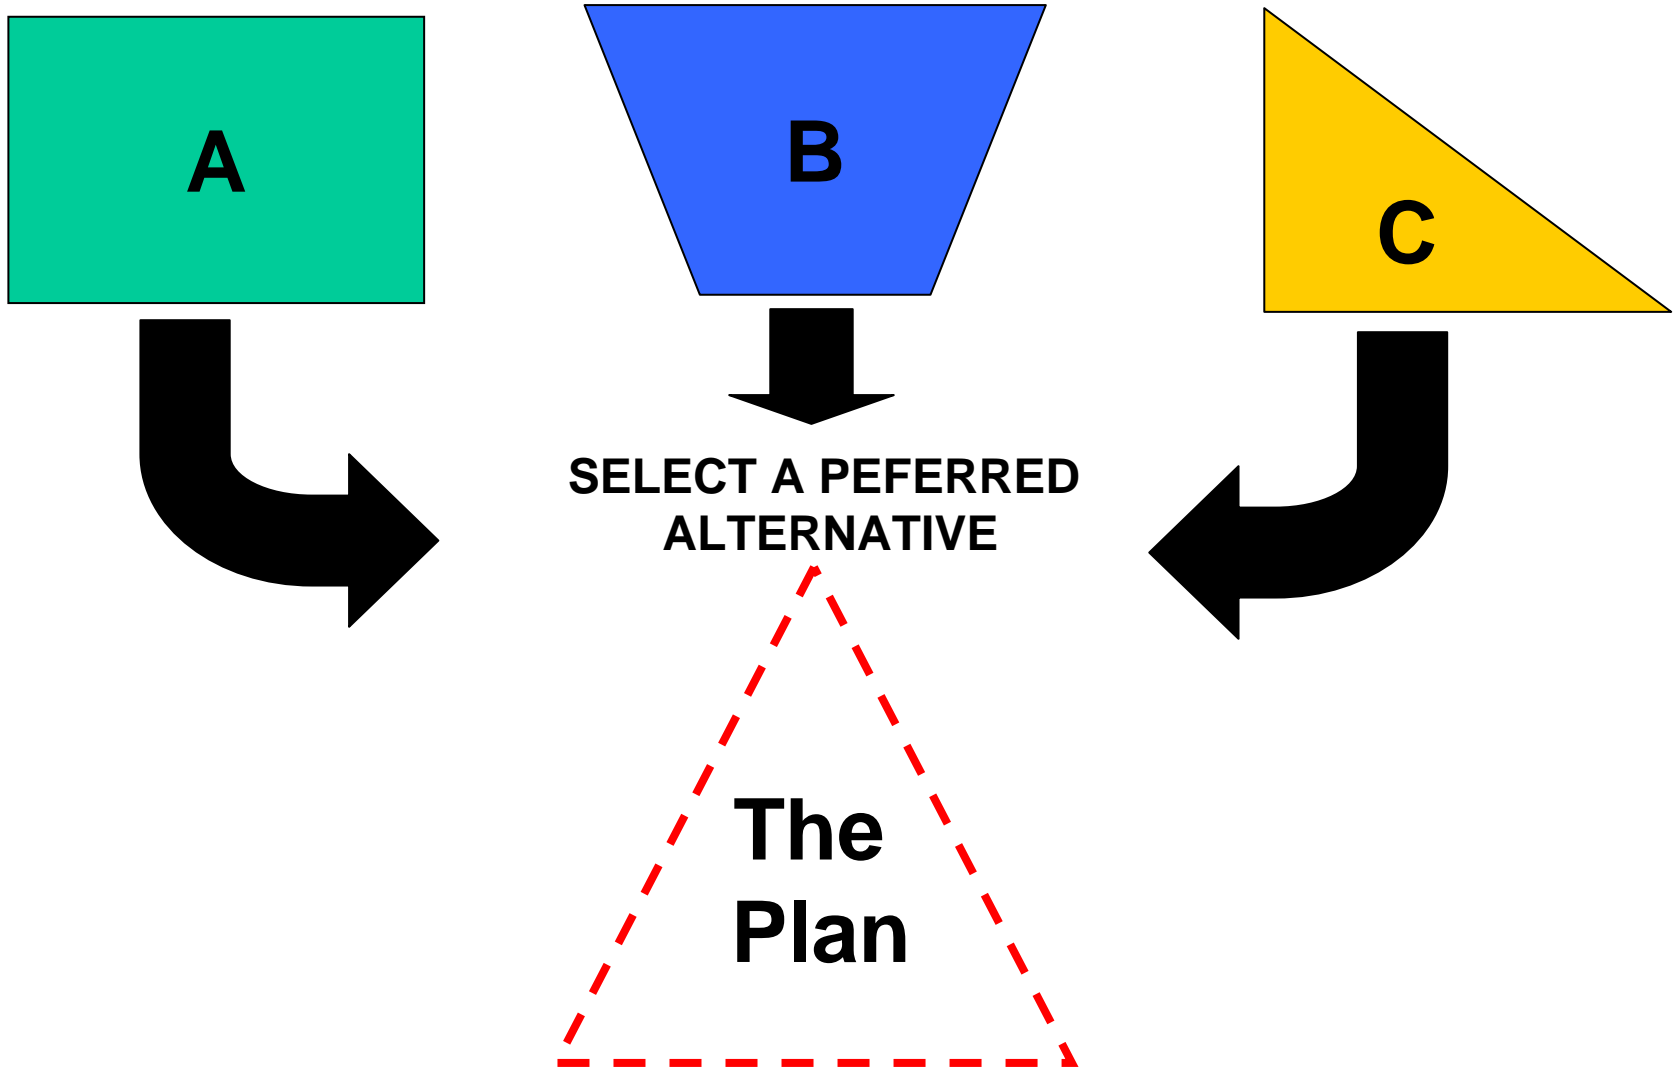 A
B
C
SELECT A PEFERRED
ALTERNATIVE
The
Plan